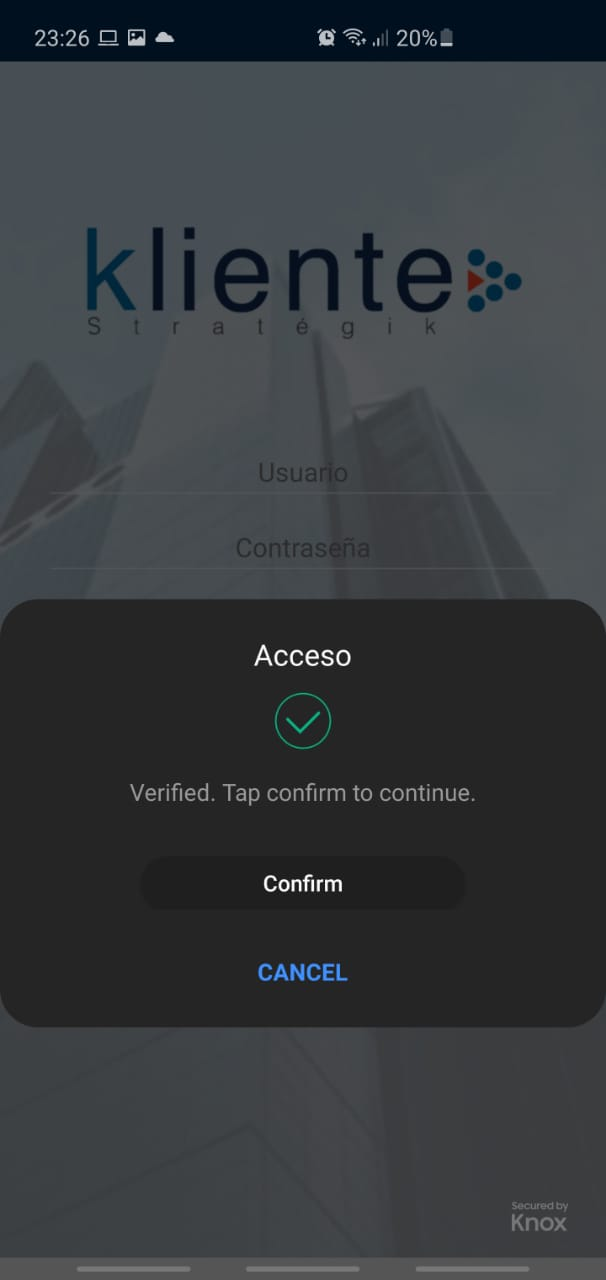 23:26
20%
kliente
Stratégik
Usuario
Contraseña
Acceso
Verified. Tap confirm to continue.
Confirm
CANCEL
Secured by
Knox